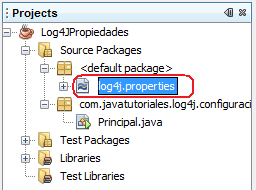 Projects
Log4JPropiedades
Source Packages
<default package>
log4j.properties
com.javatutoriales.log4j.configuraci
Principal.java
Test Packages
Libraries
Test Libraries